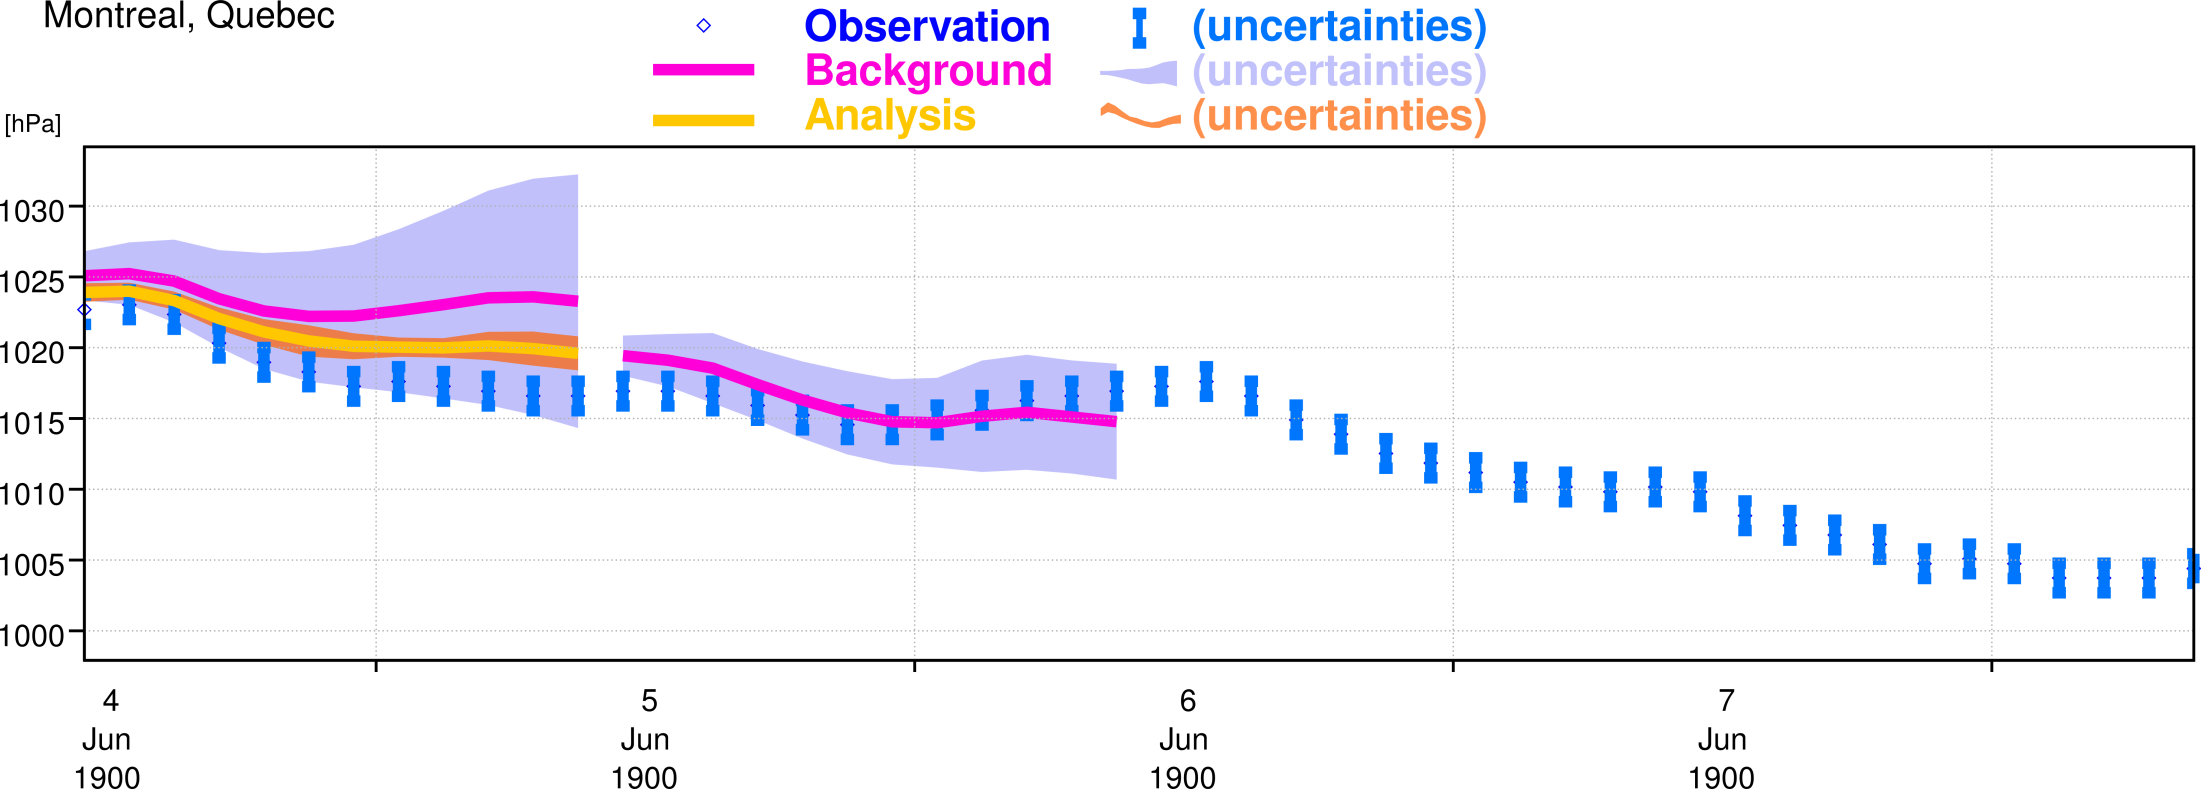 Montreal, Quebec
Observation (uncertainties)
Background (uncertainties)
Analysis (uncertainties)
[hPa]
1030
1025
1020
1015
1010
1005
1000
4 5 6 7
Jun Jun Jun Jun
1900 1900 1900 1900